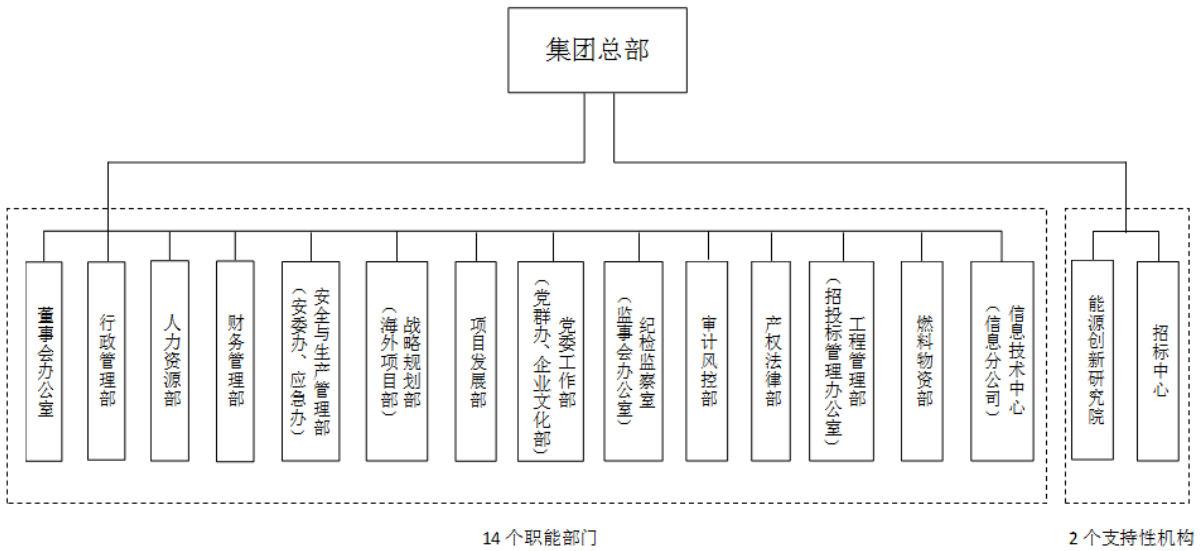 集团总部
董事会办公室
行政管理部
人力资源部
财务管理部
安全与生产管理部
（安委办、应急办）
战略规划部
（海外项目部）
项目发展部
党委工作部
（党群办、企业文化部）
纪检监察室
（监事会办公室）
审计风控部
产权法律部
工程管理部
（招投标管理办公室）
燃料物资部
信息技术中心
（信息分公司）
能源创新研究院
招标中心
14 个职能部门
2 个支持性机构